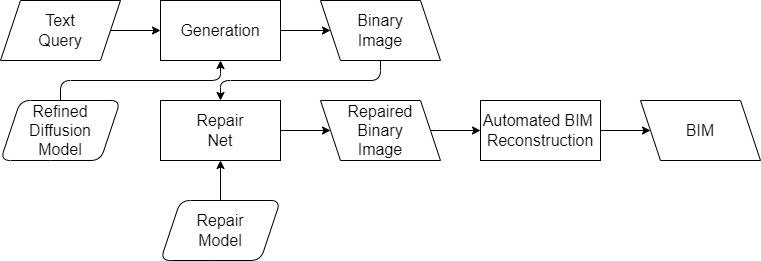 Text
Query
Generation
Binary
Image
Refined
Diffusion
Model
Repair
Net
Repaired
Binary
Image
Automated BIM
Reconstruction
BIM
Repair
Model